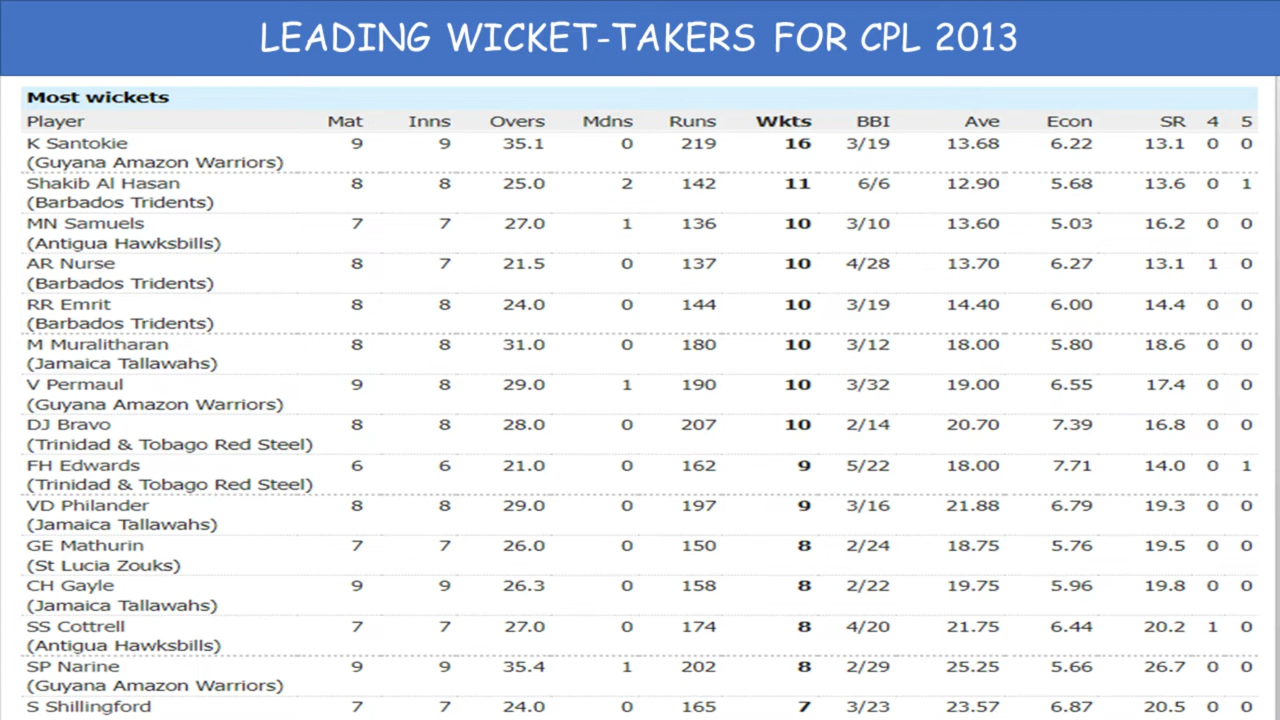 LEADING WICKET-TAKERS FOR CPL 2013
Most wickets
Player Mat Inns Overs Mdns Runs Wkts BBI Ave Econ SR 4 5
K Santokie 9 9 35.1 0 219 16 3/19 13.68 6.22 13.1 0 0
(Guyana Amazon Warriors)
Shakib Al Hasan 8 8 25.0 2 142 11 6/6 12.90 5.68 13.6 0 1
(Barbados Tridents)
MN Samuels 7 7 27.0 1 136 10 3/10 13.60 5.03 16.2 0 0
(Antigua Hawksbills)
AR Nurse 8 7 21.5 0 137 10 4/28 13.70 6.27 13.1 1 0
(Barbados Tridents)
RR Emrit 8 8 24.0 0 144 10 3/19 14.40 6.00 14.4 0 0
(Barbados Tridents)
M Muralitharan 8 8 31.0 0 180 10 3/12 18.00 5.80 18.6 0 0
(Jamaica Tallawahs)
V Permaul 9 8 29.0 1 190 10 3/32 19.00 6.55 17.4 0 0
(Guyana Amazon Warriors)
DJ Bravo 8 8 28.0 0 207 10 2/14 20.70 7.39 16.8 0 0
(Trinidad & Tobago Red Steel)
FH Edwards 6 6 21.0 0 162 9 5/22 18.00 7.71 14.0 0 1
(Trinidad & Tobago Red Steel)
VD Philander 8 8 29.0 0 197 9 3/16 21.88 6.79 19.3 0 0
(Jamaica Tallawahs)
GE Mathurin 7 7 26.0 0 150 8 2/24 18.75 5.76 19.5 0 0
(St Lucia Zouks)
CH Gayle 9 9 26.3 0 158 8 2/22 19.75 5.96 19.8 0 0
(Jamaica Tallawahs)
SS Cottrell 7 7 27.0 0 174 8 4/20 21.75 6.44 20.2 1 0
(Antigua Hawksbills)
SP Narine 9 9 35.4 1 202 8 2/29 25.25 5.66 26.7 0 0
(Guyana Amazon Warriors)
S Shillingford 7 7 24.0 0 165 7 3/23 23.57 6.87 20.5 0 0